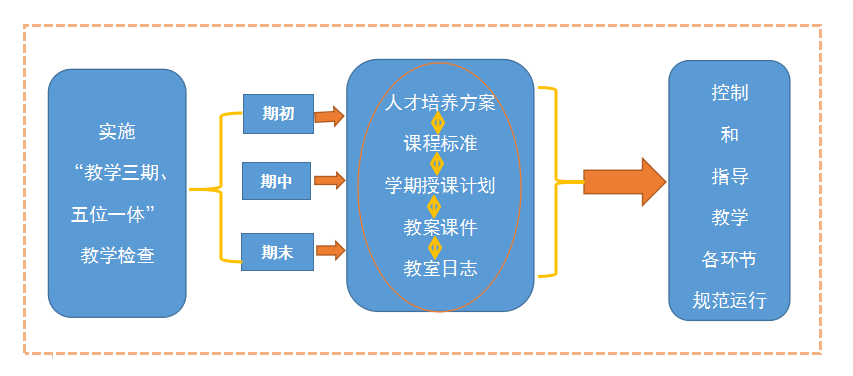 实施
“教学三期、
五位一体”
教学检查
期初
期中
期末
人才培养方案
课程标准
学期授课计划
教案课件
教室日志
控制
和
指导
教学
各环节
规范运行